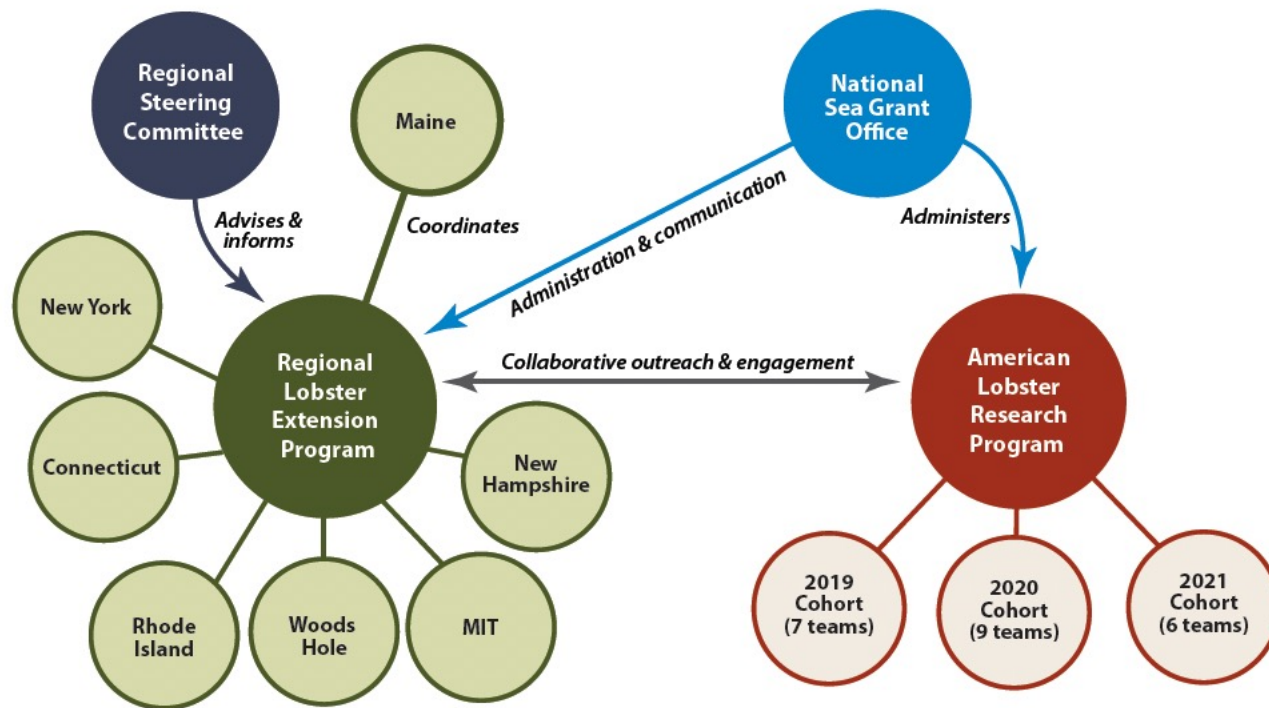 Regional
Steering
Committee
Maine
National
Sea Grant
Office
Advises &
informs
Coordinates
Administration & communication
Administers
New York
Regional
Lobster
Extension
Program
Collaborative outreach & engagement
American
Lobster
Research
Program
Connecticut
New
Hampshire
Rhode
Island
Woods
Hole
MIT
2019
Cohort
(7 teams)
2020
Cohort
(9 teams)
2021
Cohort
(6 teams)